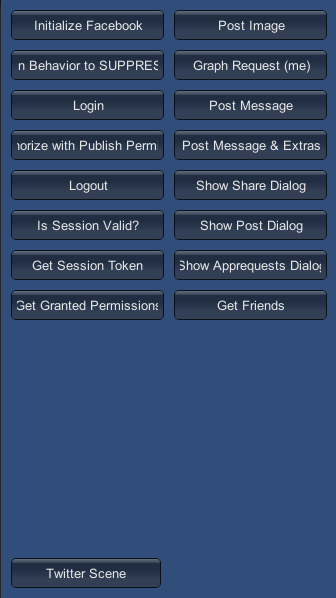 Initialize Facebook
Post Image
n Behavior to SUPPRES
Graph Request (me)
Login
Post Message
horize with Publish Permi
Post Message & Extras
Logout
Show Share Dialog
Is Session Valid?
Show Post Dialog
Get Session Token
Show Apprequests Dialog
Get Granted Permissions
Get Friends
Twitter Scene